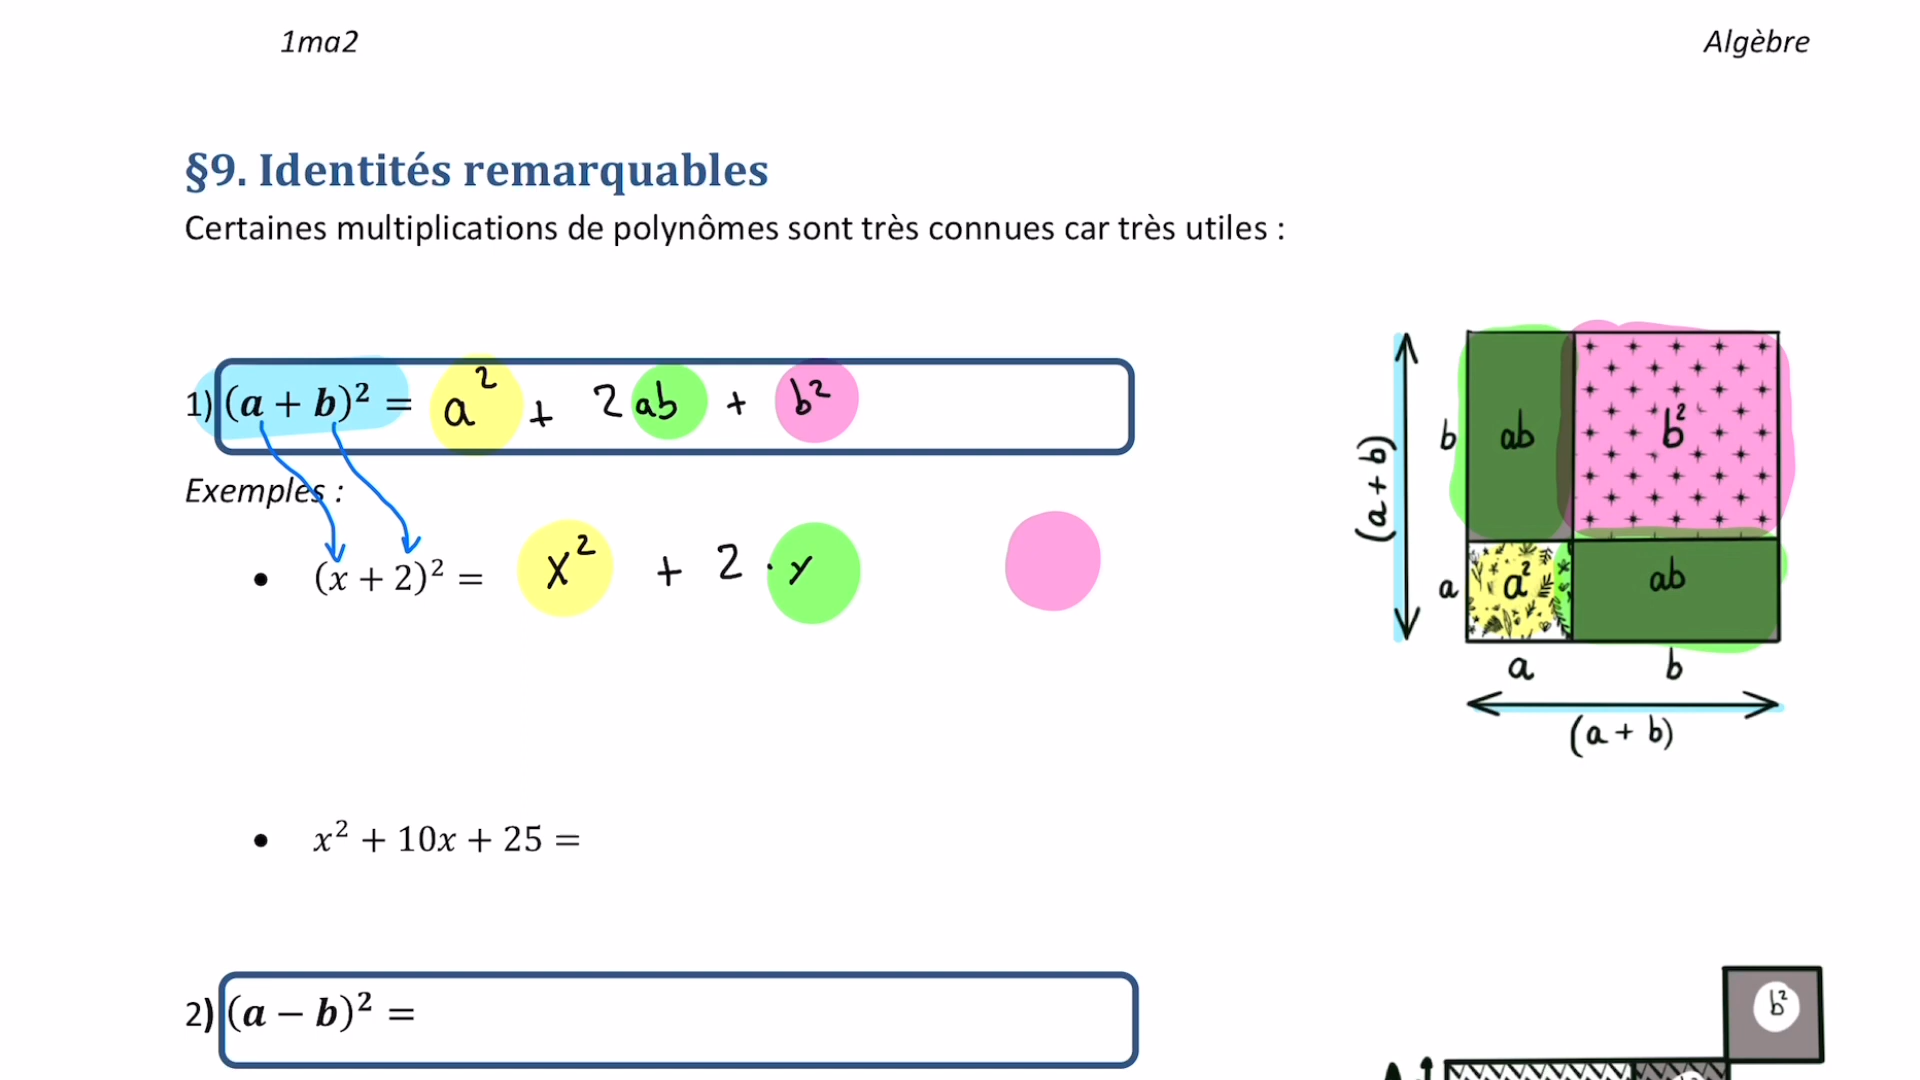 1ma2
Algèbre
§9. Identités remarquables
Certaines multiplications de polynômes sont très connues car très utiles :
1) (a + b)² = a² + 2ab + b²
Exemples :
• (x + 2)² = x² + 2 · x
• x² + 10x + 25 =
2) (a − b)² =
(a + b)
b
ab
b²
a
a²
ab
a
b
(a + b)
b²